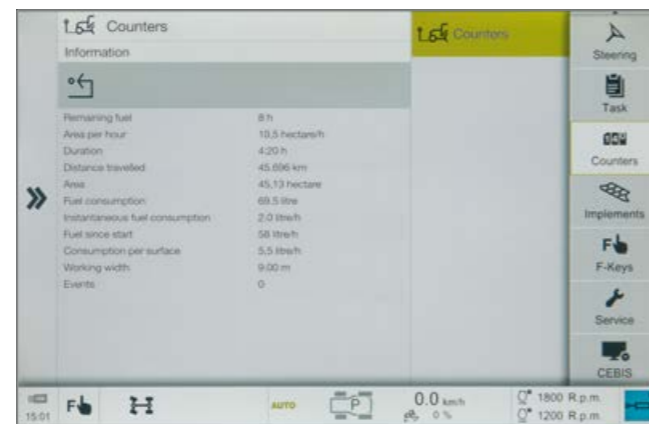 Counters
Information
Remaining fuel 8 h
Area per hour 10,5 hectare/h
Duration 4:20 h
Distance travelled 45.696 km
Area 45,13 hectare
Fuel consumption 69.5 litre
Instantaneous fuel consumption 2.0 litre/h
Fuel since start 58 litre/h
Consumption per surface 5,5 litre/h
Working width 9.00 m
Events 0
Counters
Steering
Task
Counters
Implements
F
F-Keys
Service
CEBIS
15:01
F
AUTO
P
0.0 km/h
0 %
1800 R.p.m.
1200 R.p.m.